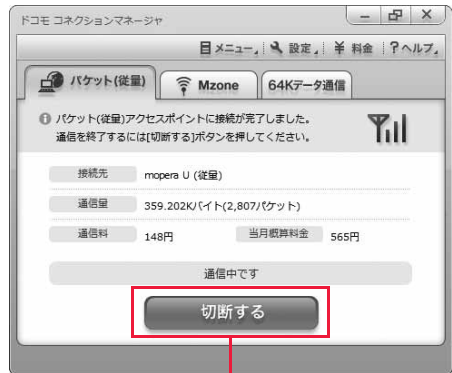 ドコモ コネクションマネージャ
メニュー 設定 ¥ 料金 ?ヘルプ
パケット(従量) Mzone 64Kデータ通信
パケット(従量)アクセスポイントに接続が完了しました。
通信を終了するには[切断する]ボタンを押してください。
接続先 mopera U (従量)
通信量 359.202Kバイト(2,807パケット)
通信料 148円 当月概算料金 565円
通信中です
切断する